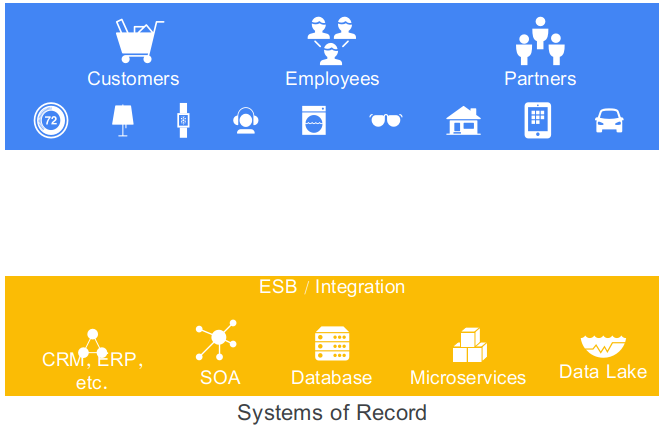 Customers
Employees
Partners
72
ESB / Integration
CRM, ERP,
etc.
SOA
Database
Microservices
Data Lake
Systems of Record